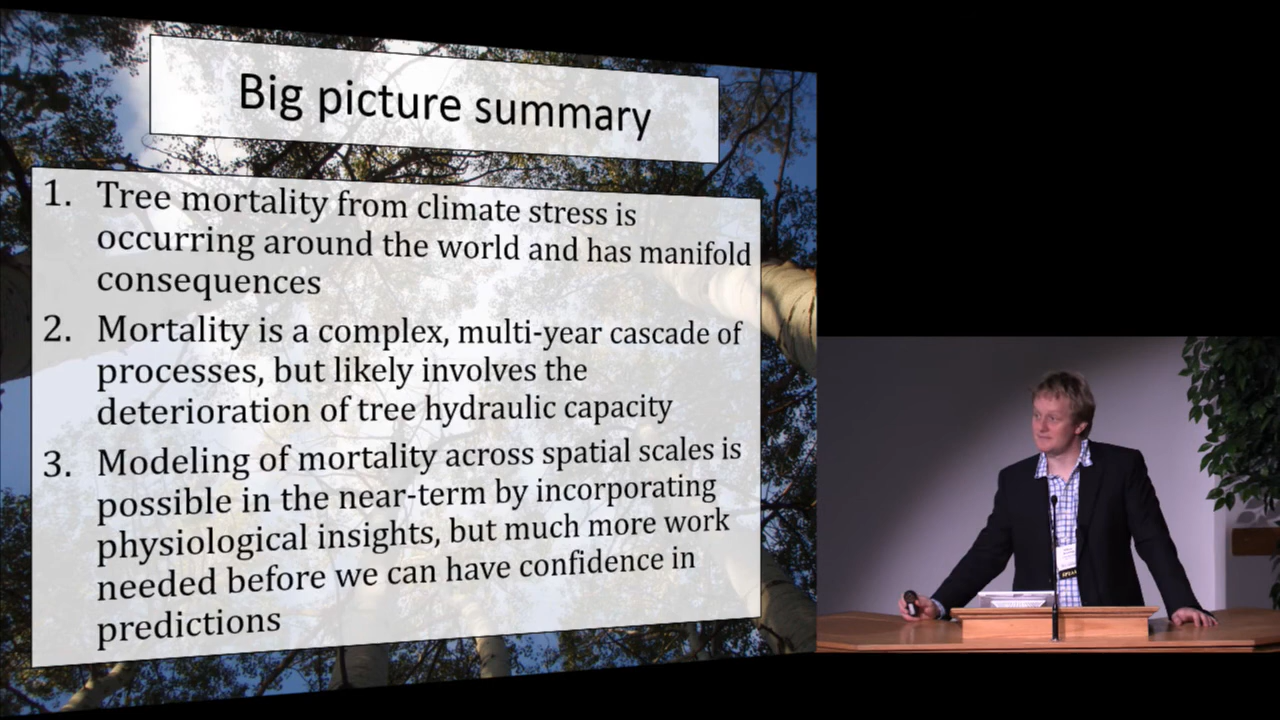 Big picture summary
1. Tree mortality from climate stress is
occurring around the world and has manifold
consequences
2. Mortality is a complex, multi-year cascade of
processes, but likely involves the
deterioration of tree hydraulic capacity
3. Modeling of mortality across spatial scales is
possible in the near-term by incorporating
physiological insights, but much more work
needed before we can have confidence in
predictions